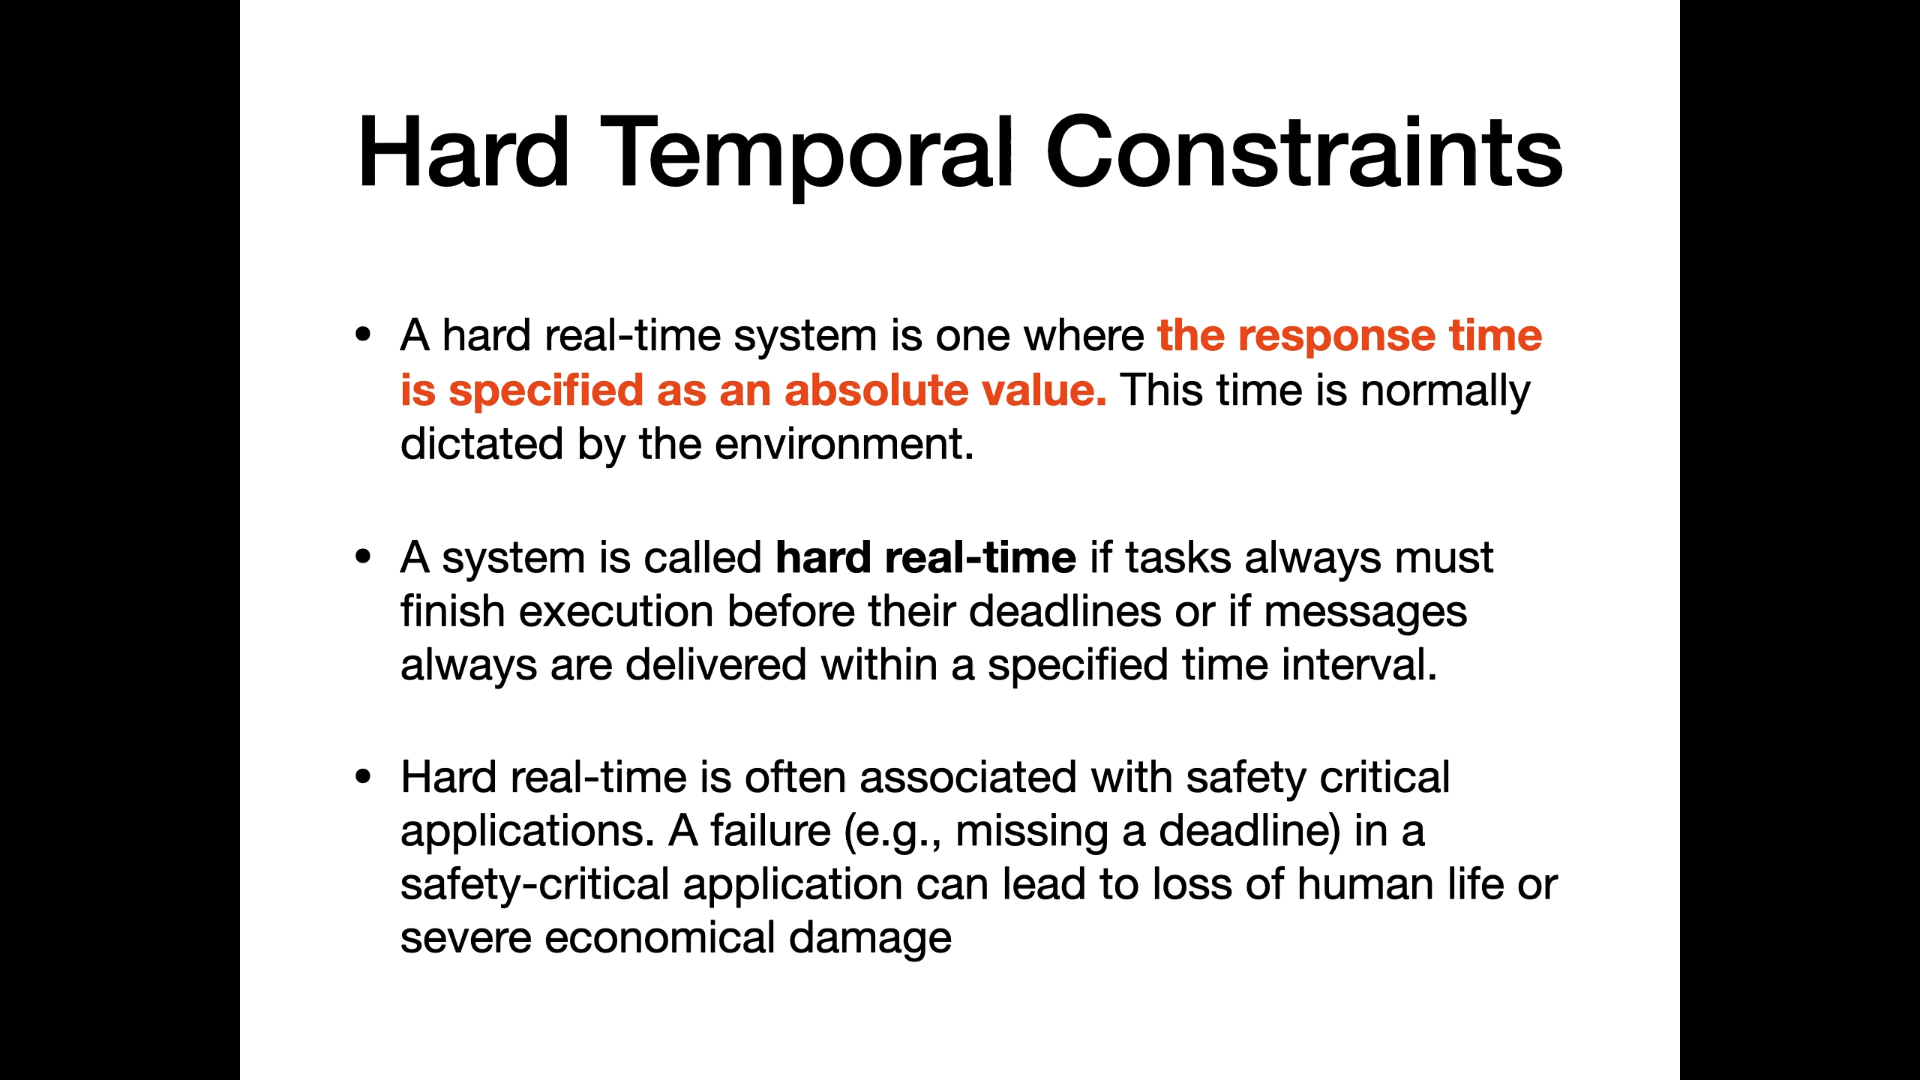 Hard Temporal Constraints
• A hard real-time system is one where the response time
is specified as an absolute value. This time is normally
dictated by the environment.
• A system is called hard real-time if tasks always must
finish execution before their deadlines or if messages
always are delivered within a specified time interval.
• Hard real-time is often associated with safety critical
applications. A failure (e.g., missing a deadline) in a
safety-critical application can lead to loss of human life or
severe economical damage